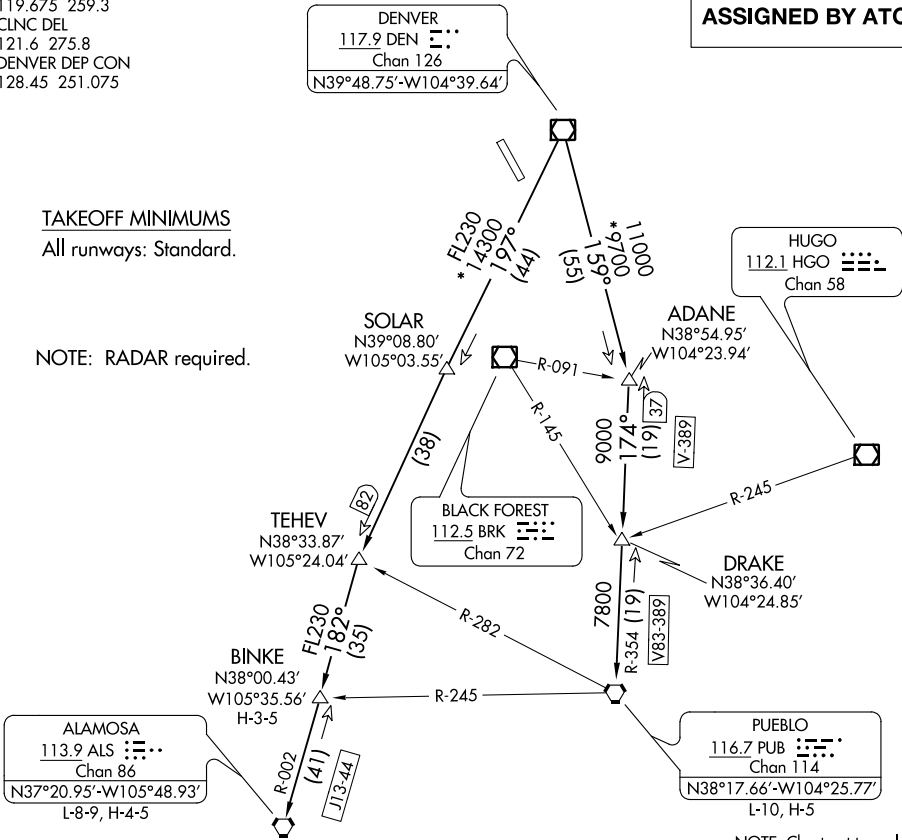 119.675 259.3
CLNC DEL
121.6 275.8
DENVER DEP CON
128.45 251.075
ASSIGNED BY ATC
DENVER
117.9 DEN
Chan 126
N39°48.75'-W104°39.64'
TAKEOFF MINIMUMS
All runways: Standard.
NOTE: RADAR required.
FL230
*14300
197°
(44)
11000
*9700
159°
(55)
HUGO
112.1 HGO
Chan 58
SOLAR
N39°08.80'
W105°03.55'
ADANE
N38°54.95'
W104°23.94'
R-091
R-145
37
9000
174°
(19)
V-389
R-245
(38)
82
BLACK FOREST
112.5 BRK
Chan 72
TEHEV
N38°33.87'
W105°24.04'
DRAKE
N38°36.40'
W104°24.85'
R-282
7800
R-354 (19)
V83-389
FL230
182°
(35)
BINKE
N38°00.43'
W105°35.56'
H-3-5
R-245
R-002
(41)
J13-44
ALAMOSA
113.9 ALS
Chan 86
N37°20.95'-W105°48.93'
L-8-9, H-4-5
PUEBLO
116.7 PUB
Chan 114
N38°17.66'-W104°25.77'
L-10, H-5